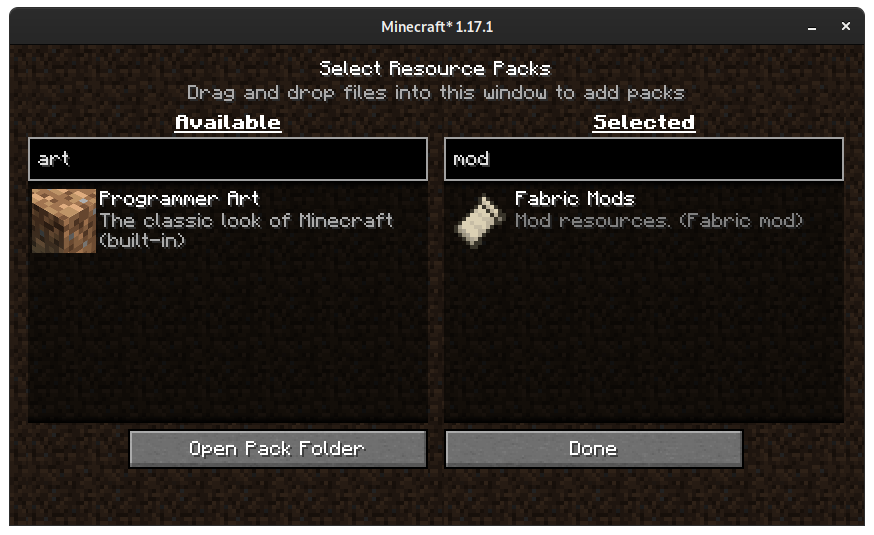 Minecraft* 1.17.1
Select Resource Packs
Drag and drop files into this window to add packs
Available
Selected
art
mod
Programmer Art
The classic look of Minecraft
(built-in)
Fabric Mods
Mod resources. (Fabric mod)
Open Pack Folder
Done